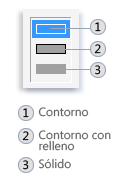 1
2
3
1 Contorno
2 Contorno con
relleno
3 Sólido